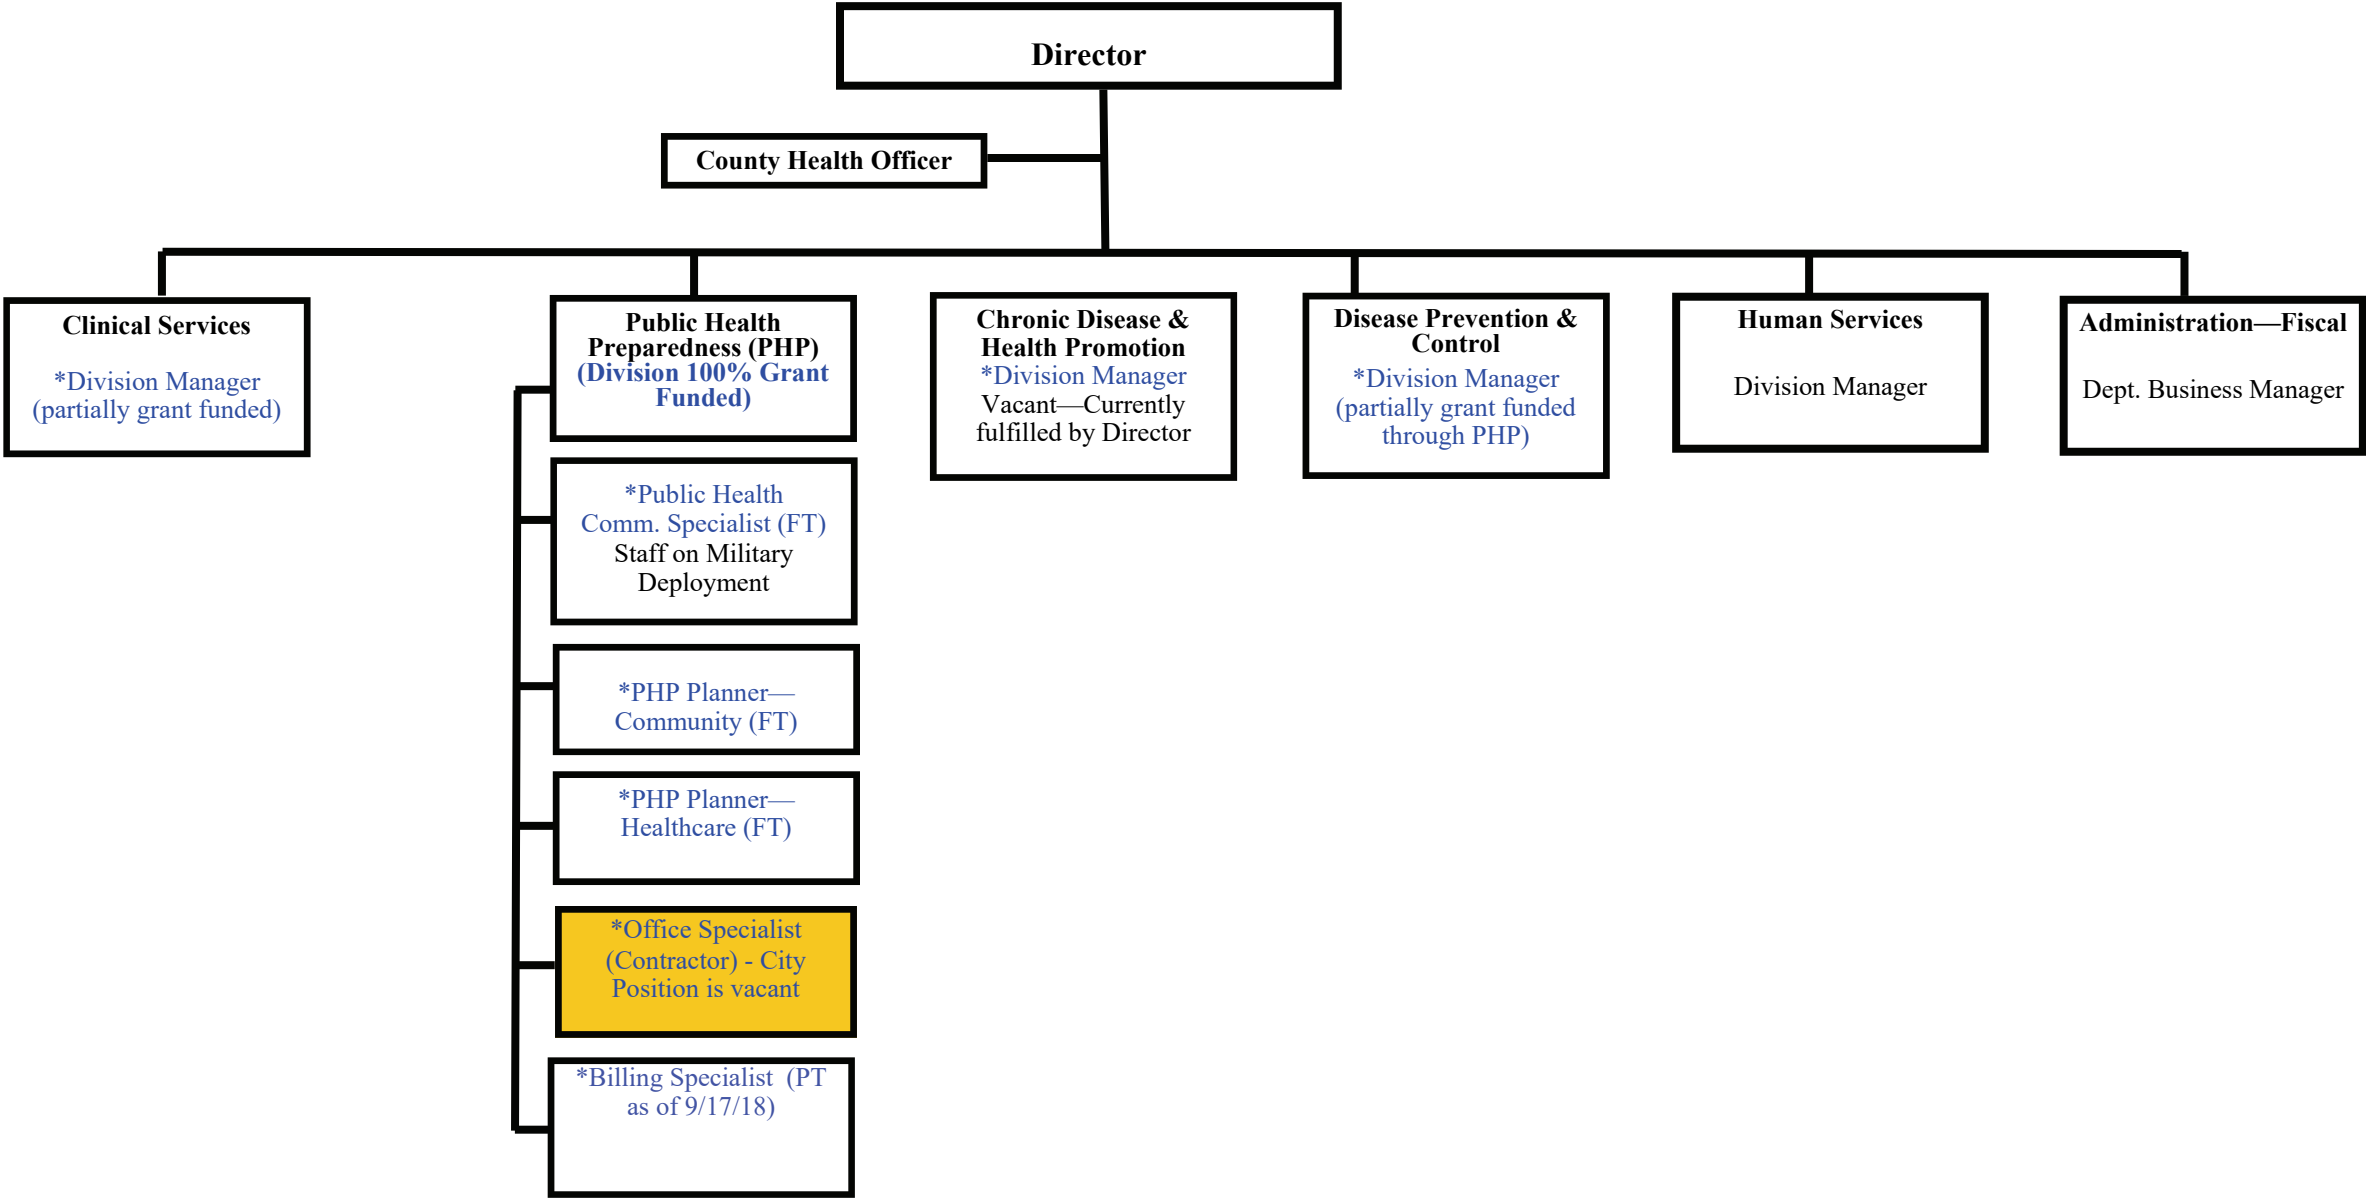 Director
County Health Officer
Clinical Services
*Division Manager
(partially grant funded)
Public Health
Preparedness (PHP)
(Division 100% Grant
Funded)
*Public Health
Comm. Specialist (FT)
Staff on Military
Deployment
*PHP Planner—
Community (FT)
*PHP Planner—
Healthcare (FT)
*Office Specialist
(Contractor) - City
Position is vacant
*Billing Specialist  (PT
as of 9/17/18)
Chronic Disease &
Health Promotion
*Division Manager
Vacant—Currently
fulfilled by Director
Disease Prevention &
Control
*Division Manager
(partially grant funded
through PHP)
Human Services
Division Manager
Administration—Fiscal
Dept. Business Manager